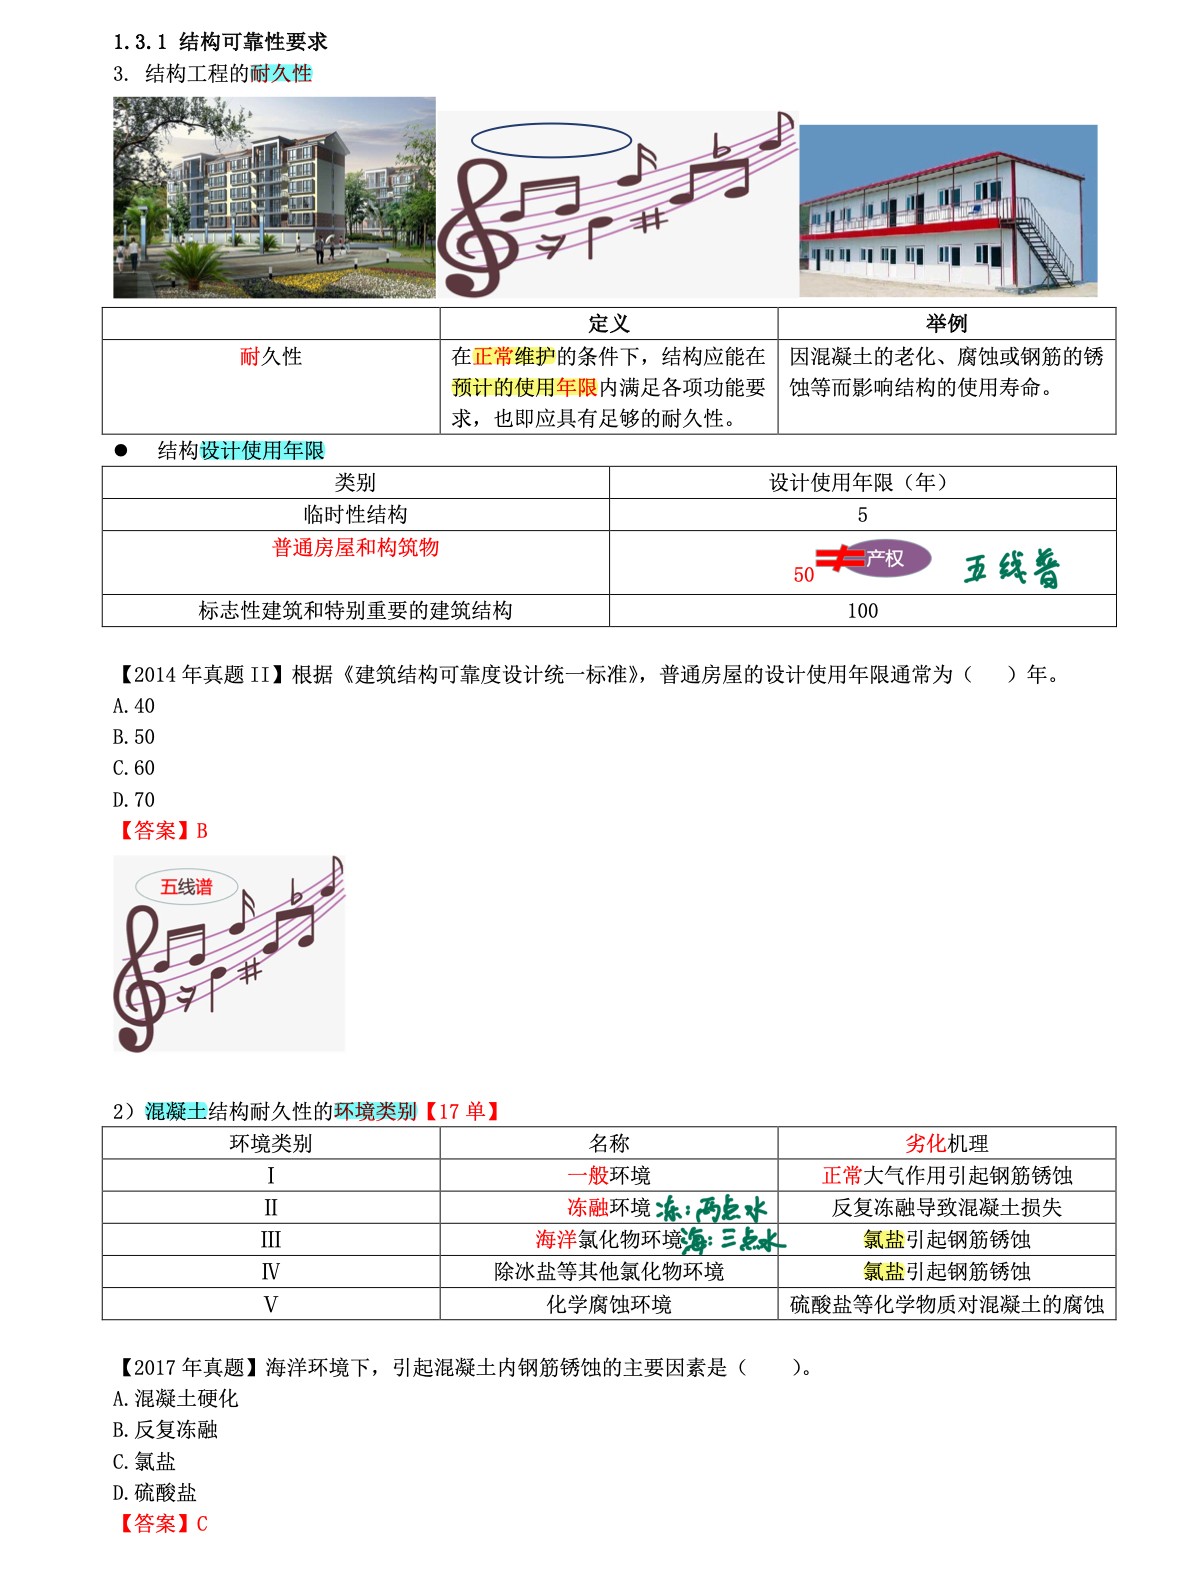 1.3.1 结构可靠性要求
3. 结构工程的耐久性
定义 举例
耐久性 在正常维护的条件下，结构应能在 因混凝土的老化、腐蚀或钢筋的锈
预计的使用年限内满足各项功能要 蚀等而影响结构的使用寿命。
求，也即应具有足够的耐久性。
● 结构设计使用年限
类别 设计使用年限（年）
临时性结构 5
普通房屋和构筑物 50 ≠ 产权 五线普
标志性建筑和特别重要的建筑结构 100
【2014 年真题 II】根据《建筑结构可靠度设计统一标准》，普通房屋的设计使用年限通常为（ ）年。
A.40
B.50
C.60
D.70
【答案】B
五线谱
2）混凝土结构耐久性的环境类别【17 单】
环境类别 名称 劣化机理
Ⅰ 一般环境 正常大气作用引起钢筋锈蚀
Ⅱ 冻融环境 冻：两点水 反复冻融导致混凝土损失
Ⅲ 海洋氯化物环境 海：三点水 氯盐引起钢筋锈蚀
Ⅳ 除冰盐等其他氯化物环境 氯盐引起钢筋锈蚀
Ⅴ 化学腐蚀环境 硫酸盐等化学物质对混凝土的腐蚀
【2017 年真题】海洋环境下，引起混凝土内钢筋锈蚀的主要因素是（ ）。
A.混凝土硬化
B.反复冻融
C.氯盐
D.硫酸盐
【答案】C